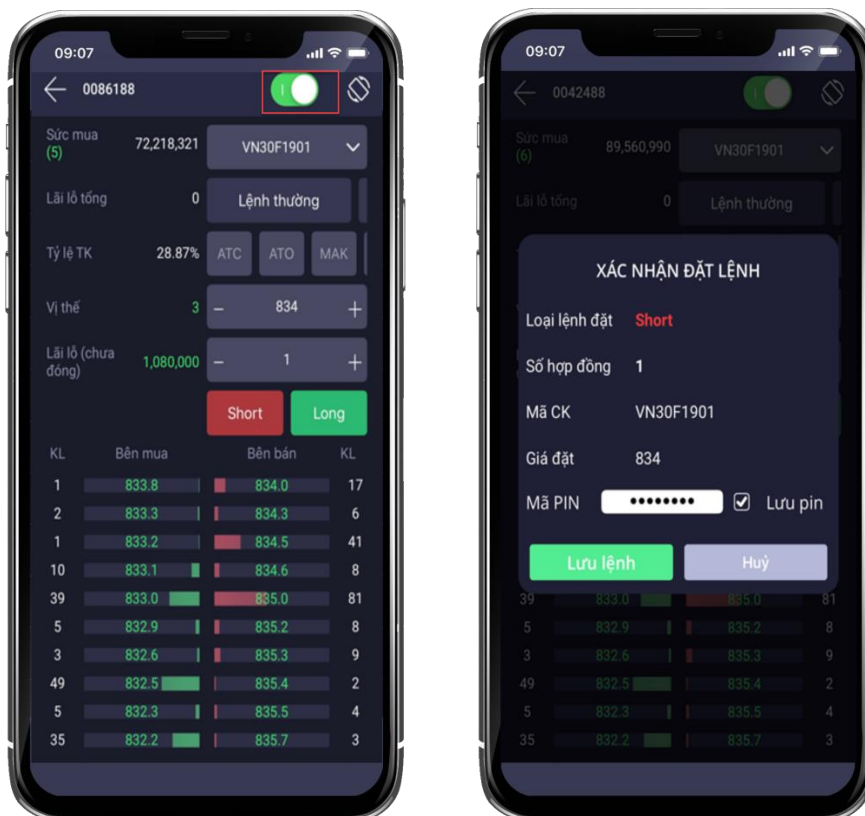 09:07
0086188
Sức mua (5) 72,218,321 VN30F1901
Lãi lỗ tổng 0 Lệnh thường
Tỷ lệ TK 28.87% ATC ATO MAK
Vị thế 3 – 834 +
Lãi lỗ (chưa đóng) 1,080,000 – 1 +
Short Long
KL Bên mua Bên bán KL
1 833.8 834.0 17
2 833.3 834.3 6
1 833.2 834.5 41
10 833.1 834.6 8
39 833.0 835.0 81
5 832.9 835.2 8
3 832.6 835.3 9
49 832.5 835.4 2
5 832.3 835.5 4
35 832.2 835.7 3
09:07
0042488
Sức mua (6) 89,560,990 VN30F1901
Lãi lỗ tổng 0 Lệnh thường
XÁC NHẬN ĐẶT LỆNH
Loại lệnh đặt Short
Số hợp đồng 1
Mã CK VN30F1901
Giá đặt 834
Mã PIN •••••••• Lưu pin
Lưu lệnh Huỷ
39 833.0 835.0 81
5 832.9 835.2 8
3 832.6 835.3 9
49 832.5 835.4 2
5 832.3 835.5 4
35 832.2 835.7 3